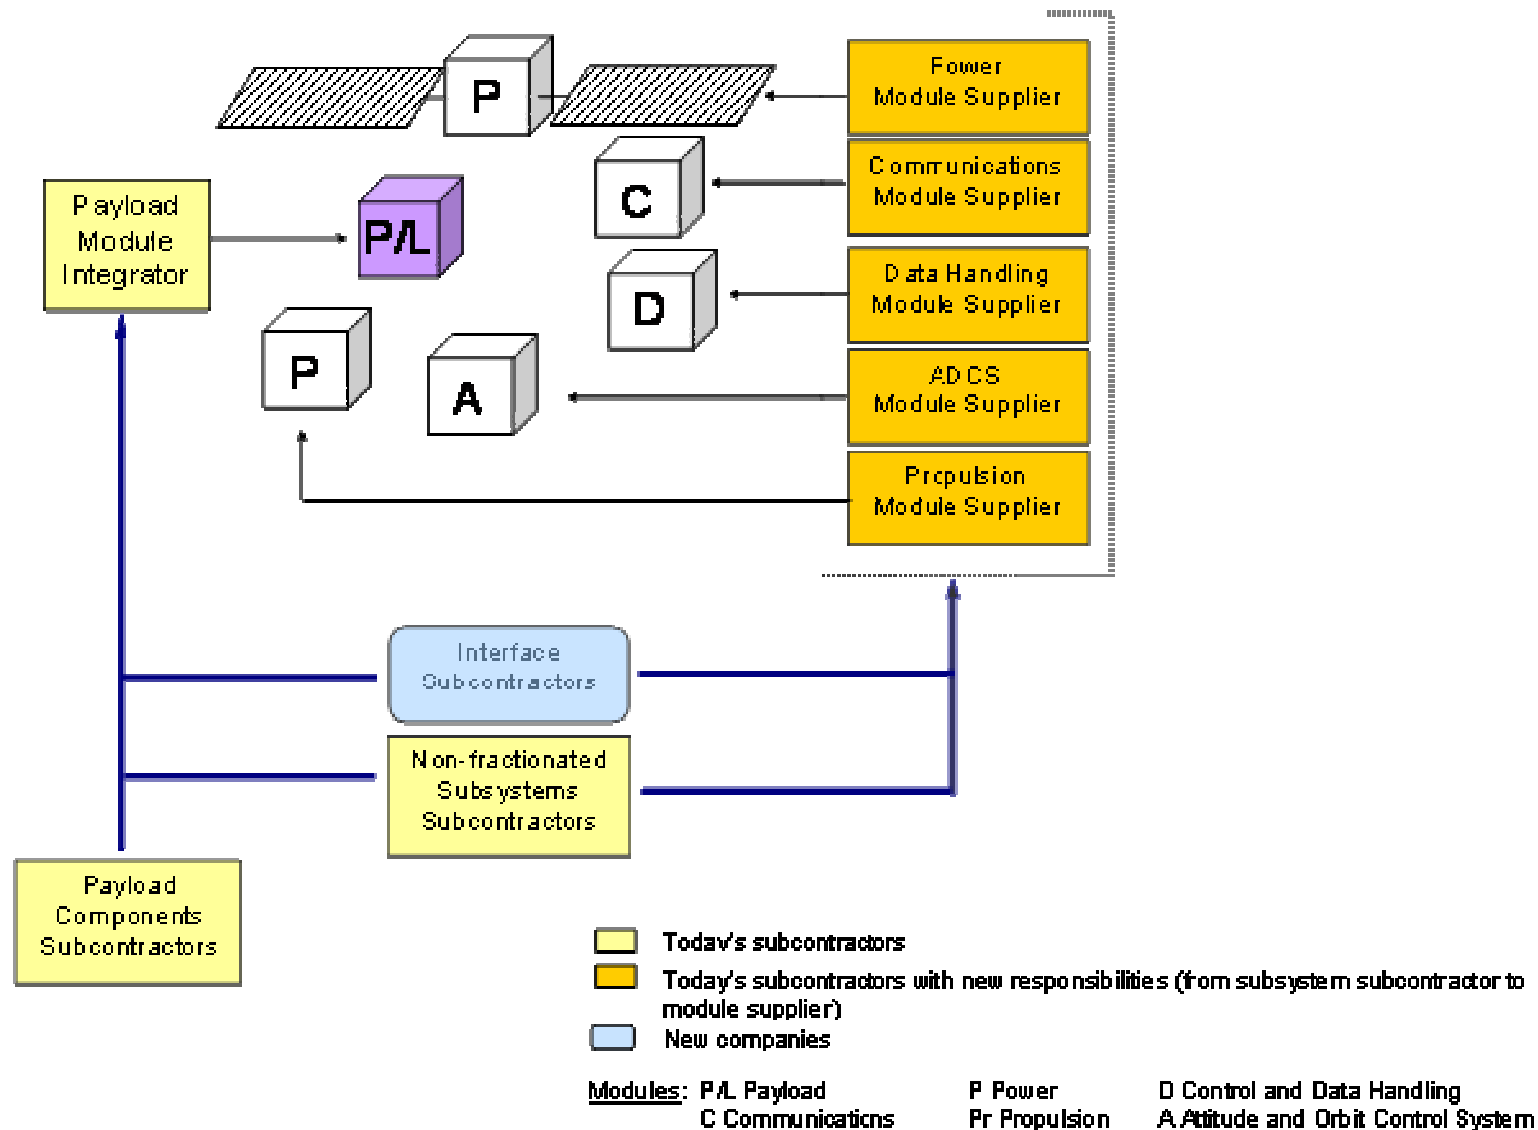 P
Fower
Module Supplier
C
Communications
Module Supplier
Payload
Module
Integrator
P/L
D
Data Handling
Module Supplier
P
A
ADCS
Module Supplier
Prcpulsion
Module Supplier
Interface
Subcontractors
Non-fractionated
Subsystems
Subcontractors
Payload
Components
Subcontractors
Today's subcontractors
Today's subcontractors with new responsibilities (from subsystem subcontractor to
module supplier)
New companies
Modules: P/L Payload P Power D Control and Data Handling
C Communications Pr Propulsion A Attitude and Orbit Control System